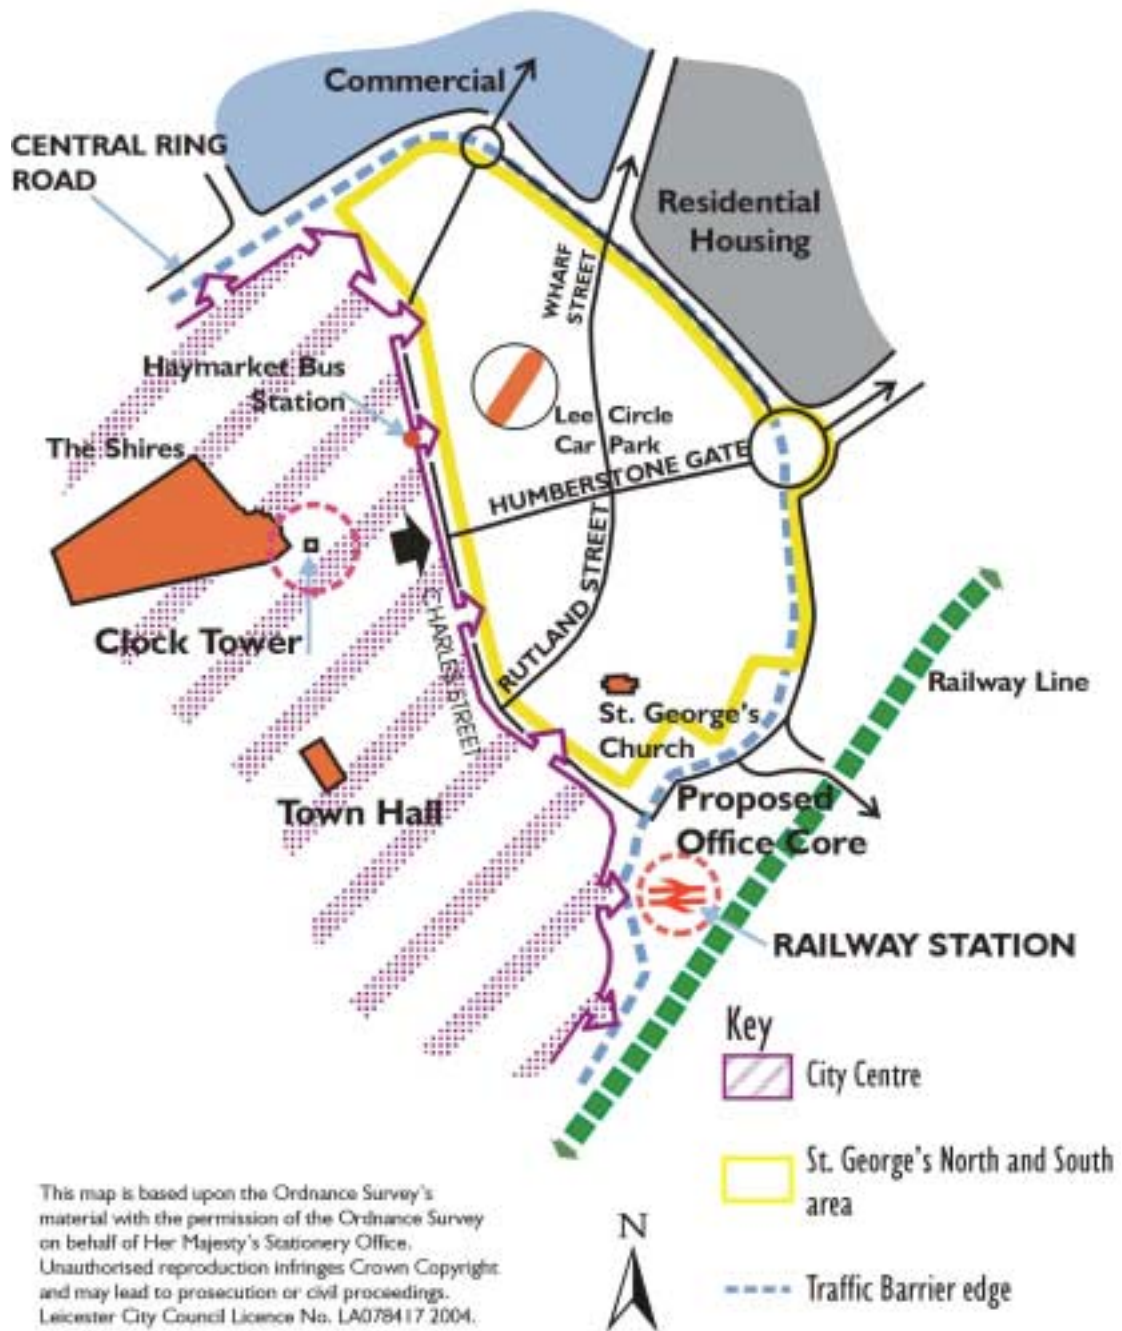 Commercial
CENTRAL RING
ROAD
Residential
Housing
WHARF
STREET
Haymarket Bus
Station
Lee Circle
Car Park
The Shires
HUMBERSTONE GATE
RUTLAND STREET
CHARLES STREET
Clock Tower
St. George's
Church
Railway Line
Town Hall
Proposed
Office Core
RAILWAY STATION
Key
City Centre
St. George's North and South
area
Traffic Barrier edge
N
This map is based upon the Ordnance Survey's
material with the permission of the Ordnance Survey
on behalf of Her Majesty's Stationery Office.
Unauthorised reproduction infringes Crown Copyright
and may lead to prosecution or civil proceedings.
Leicester City Council Licence No. LA078417 2004.